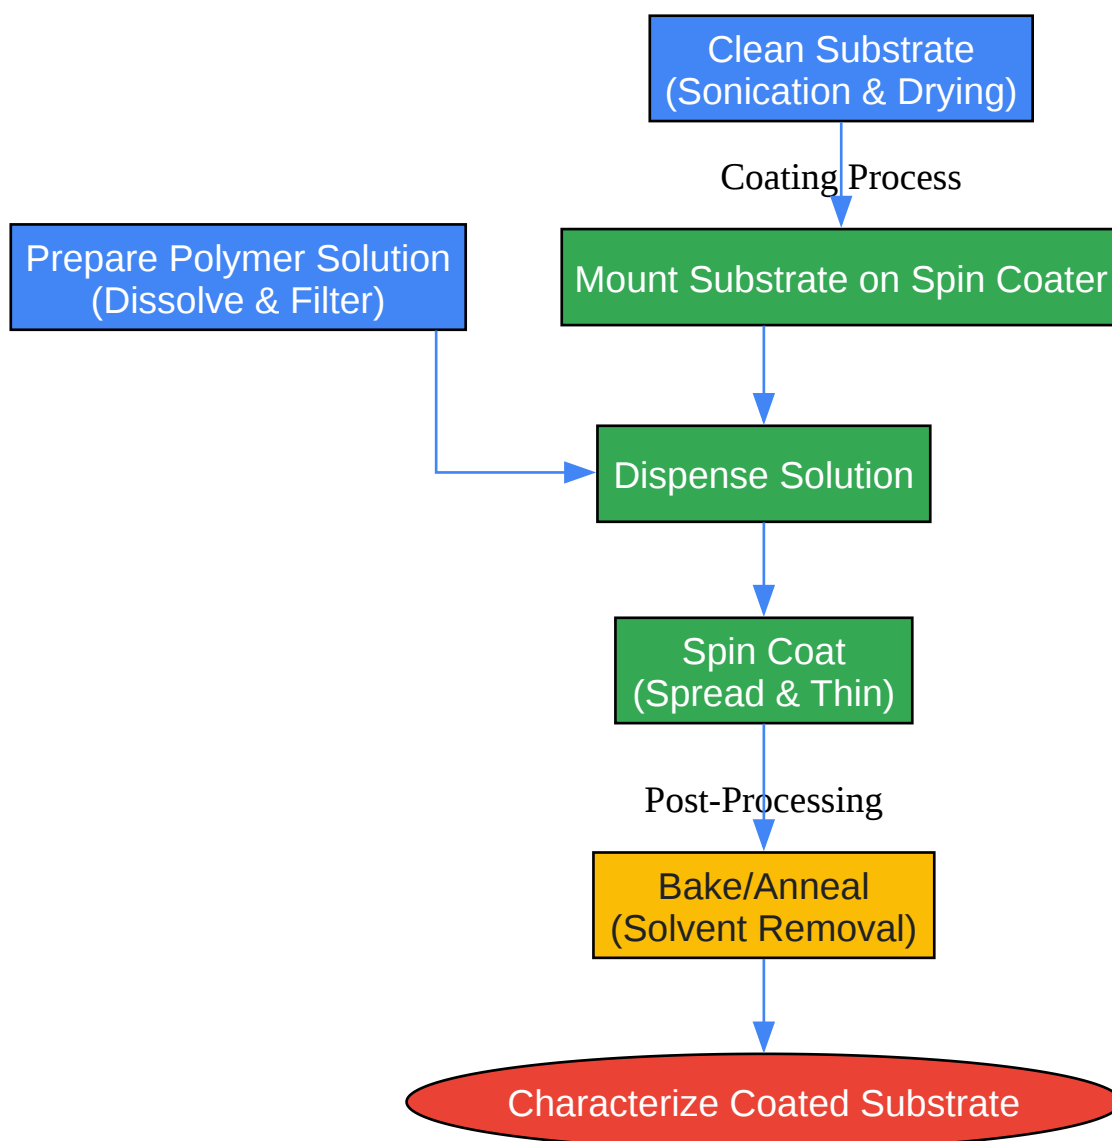 Clean Substrate
(Sonication & Drying)
Coating Process
Prepare Polymer Solution
(Dissolve & Filter)
Mount Substrate on Spin Coater
Dispense Solution
Spin Coat
(Spread & Thin)
Post-Processing
Bake/Anneal
(Solvent Removal)
Characterize Coated Substrate